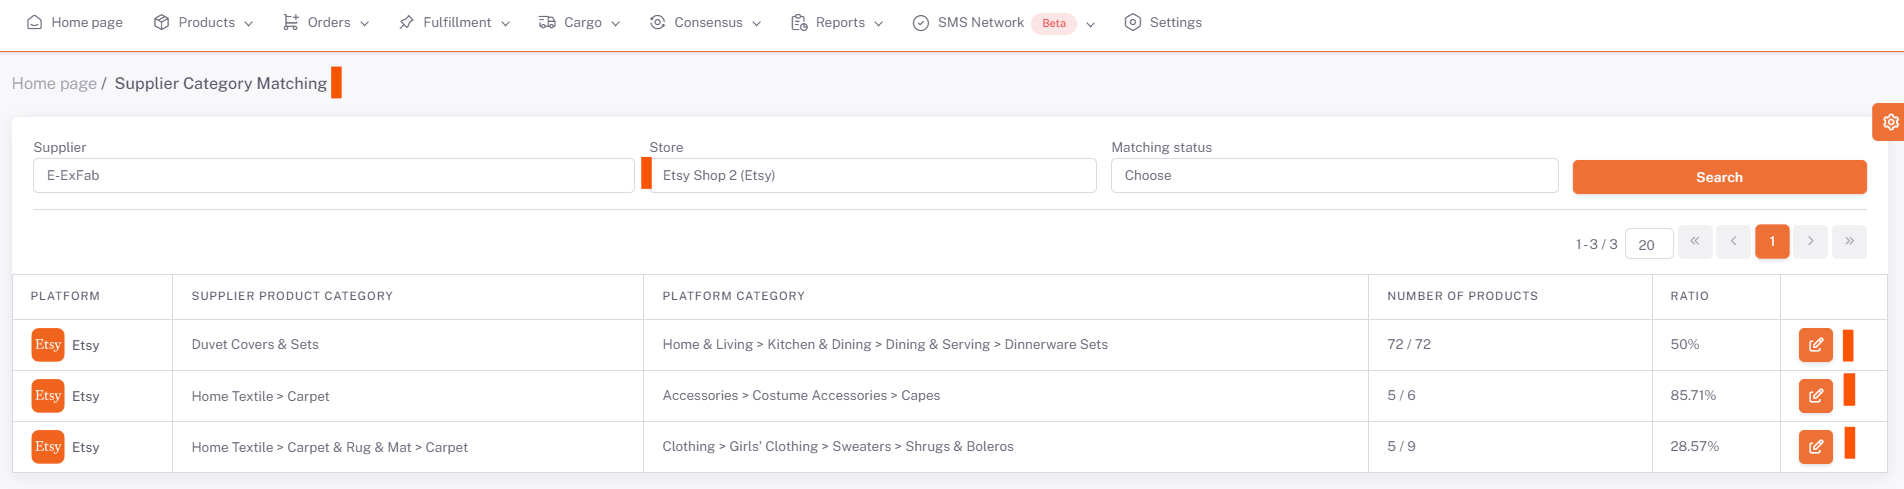 Home page Products Orders Fulfillment Cargo Consensus Reports SMS Network Beta Settings
Home page / Supplier Category Matching
Supplier Store Matching status
E-ExFab Etsy Shop 2 (Etsy) Choose Search
1-3 / 3 20 « < 1 > »
PLATFORM SUPPLIER PRODUCT CATEGORY PLATFORM CATEGORY NUMBER OF PRODUCTS RATIO
Etsy Etsy Duvet Covers & Sets Home & Living > Kitchen & Dining > Dining & Serving > Dinnerware Sets 72 / 72 50%
Etsy Etsy Home Textile > Carpet Accessories > Costume Accessories > Capes 5 / 6 85.71%
Etsy Etsy Home Textile > Carpet & Rug & Mat > Carpet Clothing > Girls' Clothing > Sweaters > Shrugs & Boleros 5 / 9 28.57%